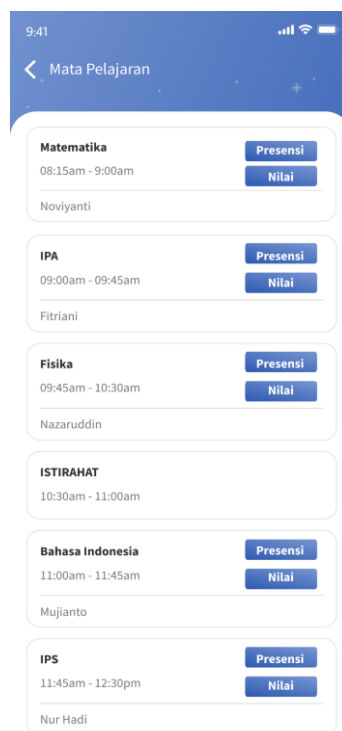 9:41
Mata Pelajaran
Matematika
08:15am - 9:00am
Presensi
Nilai
Noviyanti
IPA
09:00am - 09:45am
Presensi
Nilai
Fitriani
Fisika
09:45am - 10:30am
Presensi
Nilai
Nazaruddin
ISTIRAHAT
10:30am - 11:00am
Bahasa Indonesia
11:00am - 11:45am
Presensi
Nilai
Mujianto
IPS
11:45am - 12:30pm
Presensi
Nilai
Nur Hadi